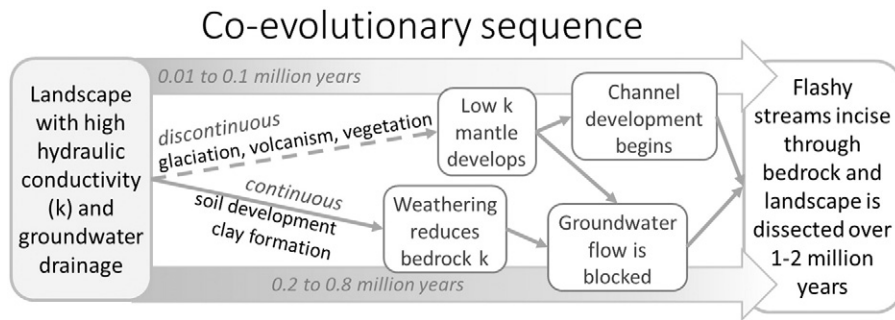 Co-evolutionary sequence
0.01 to 0.1 million years
Landscape
with high
hydraulic
conductivity
(k) and
groundwater
drainage
discontinuous
glaciation, volcanism, vegetation
continuous
soil development
clay formation
Low k
mantle
develops
Weathering
reduces
bedrock k
Channel
development
begins
Groundwater
flow is
blocked
Flashy
streams incise
through
bedrock and
landscape is
dissected over
1-2 million
years
0.2 to 0.8 million years